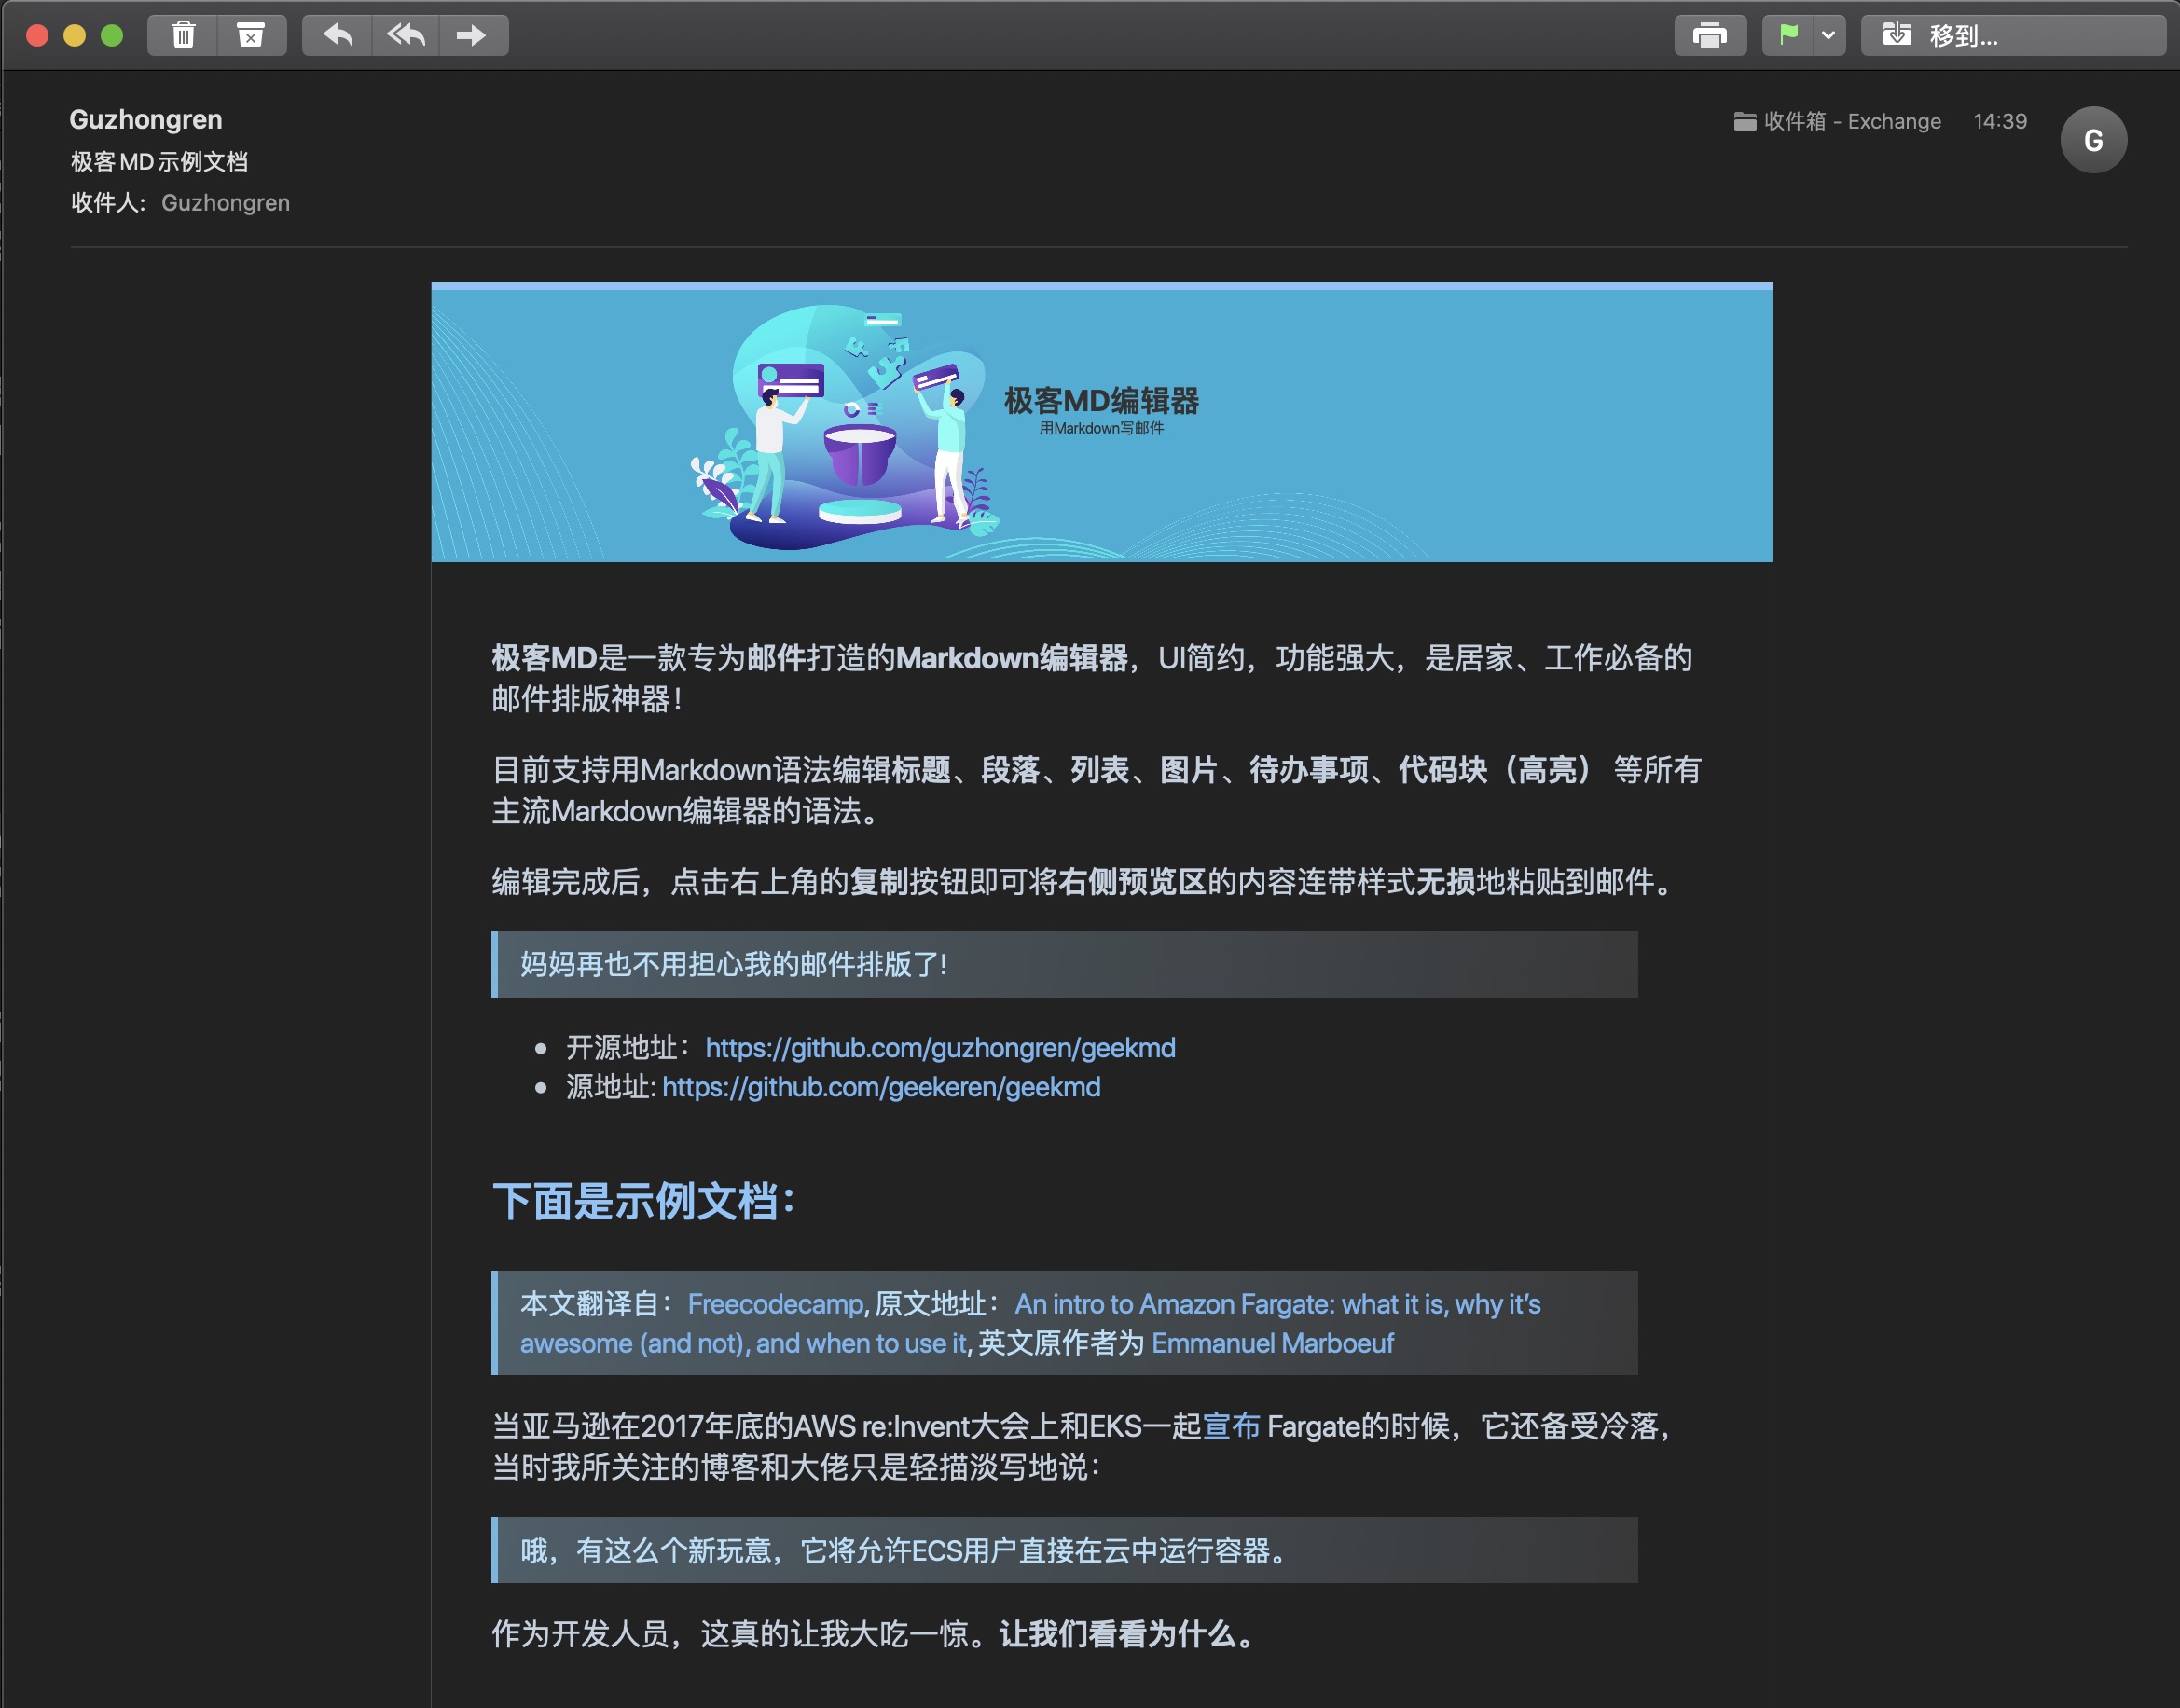 移到...
Guzhongren
收件箱 - Exchange 14:39
G
极客MD示例文档
收件人: Guzhongren
极客MD编辑器
用Markdown写邮件
极客MD是一款专为邮件打造的Markdown编辑器，UI简约，功能强大，是居家、工作必备的
邮件排版神器！
目前支持用Markdown语法编辑标题、段落、列表、图片、待办事项、代码块（高亮） 等所有
主流Markdown编辑器的语法。
编辑完成后，点击右上角的复制按钮即可将右侧预览区的内容连带样式无损地粘贴到邮件。
妈妈再也不用担心我的邮件排版了!
开源地址：https://github.com/guzhongren/geekmd
源地址: https://github.com/geekeren/geekmd
下面是示例文档：
本文翻译自：Freecodecamp, 原文地址：An intro to Amazon Fargate: what it is, why it’s
awesome (and not), and when to use it, 英文原作者为 Emmanuel Marboeuf
当亚马逊在2017年底的AWS re:Invent大会上和EKS一起宣布 Fargate的时候，它还备受冷落，
当时我所关注的博客和大佬只是轻描淡写地说：
哦，有这么个新玩意，它将允许ECS用户直接在云中运行容器。
作为开发人员，这真的让我大吃一惊。让我们看看为什么。